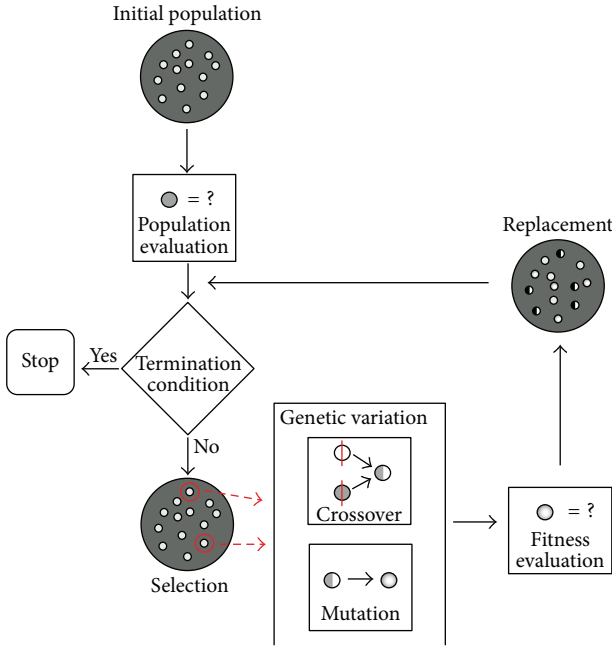 Initial population
= ?
Population
evaluation
Replacement
Stop
Yes
Termination
condition
No
Genetic variation
Crossover
= ?
Fitness
evaluation
Selection
Mutation